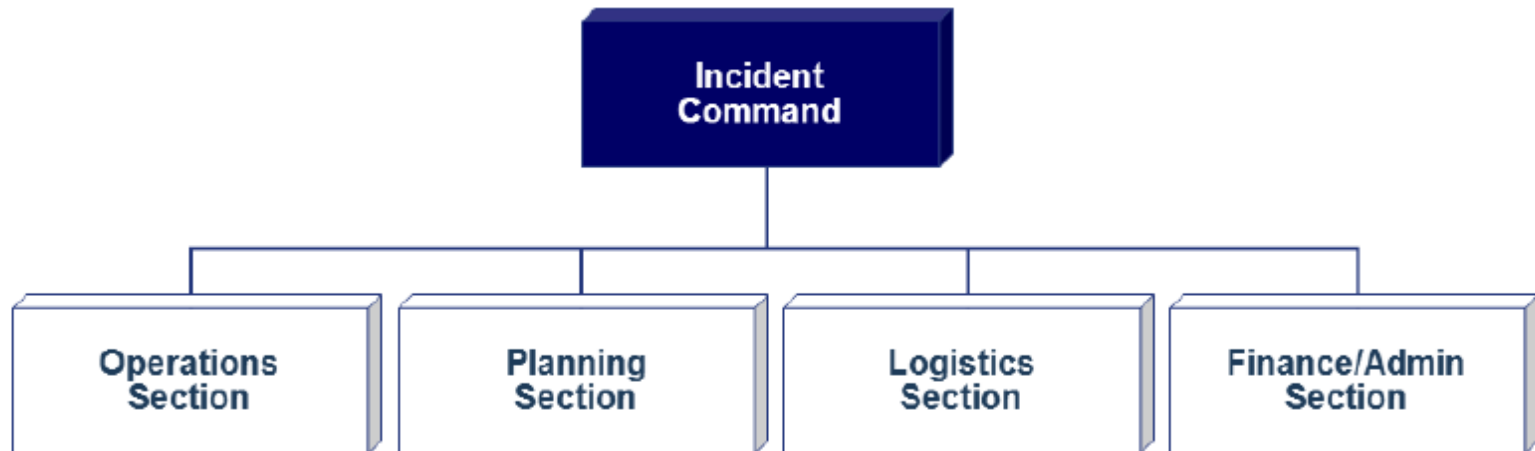 Incident
Command
Operations
Section
Planning
Section
Logistics
Section
Finance/Admin
Section